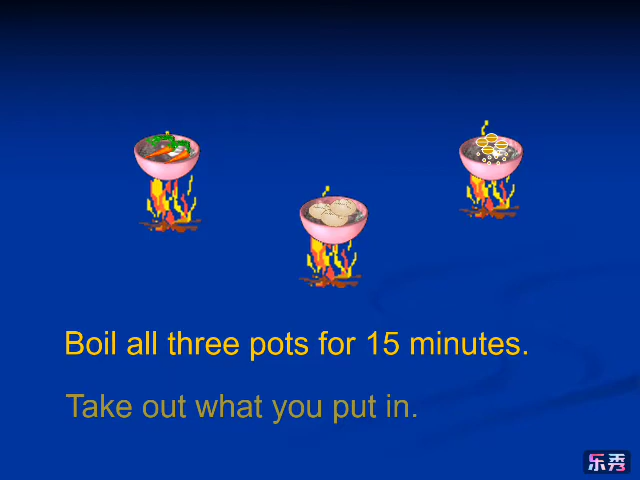 Boil all three pots for 15 minutes.
Take out what you put in.
乐秀